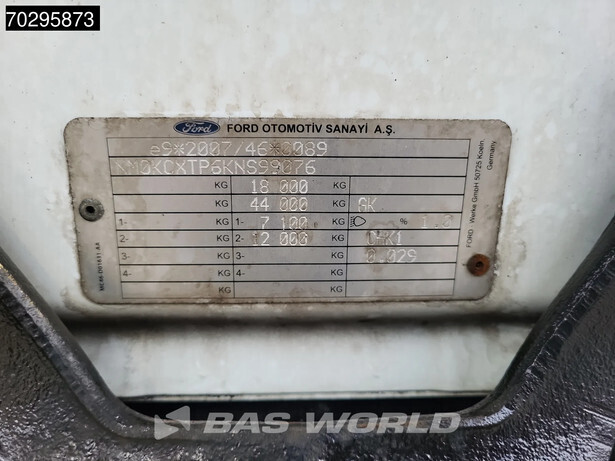 70295873
Ford FORD OTOMOTİV SANAYİ A.Ş.
e9*2007/46*0089
NM0KCXTP6KNS99076
KG 18 000 KG
KG 44 000 KG AK
1- KG 1- 7 100 KG %
2- KG 2- 12 000 KG
3- KG 3- KG 0.029
4- KG 4- KG
FORD - Werke GmbH 50725 Koeln
Germany
BAS WORLD